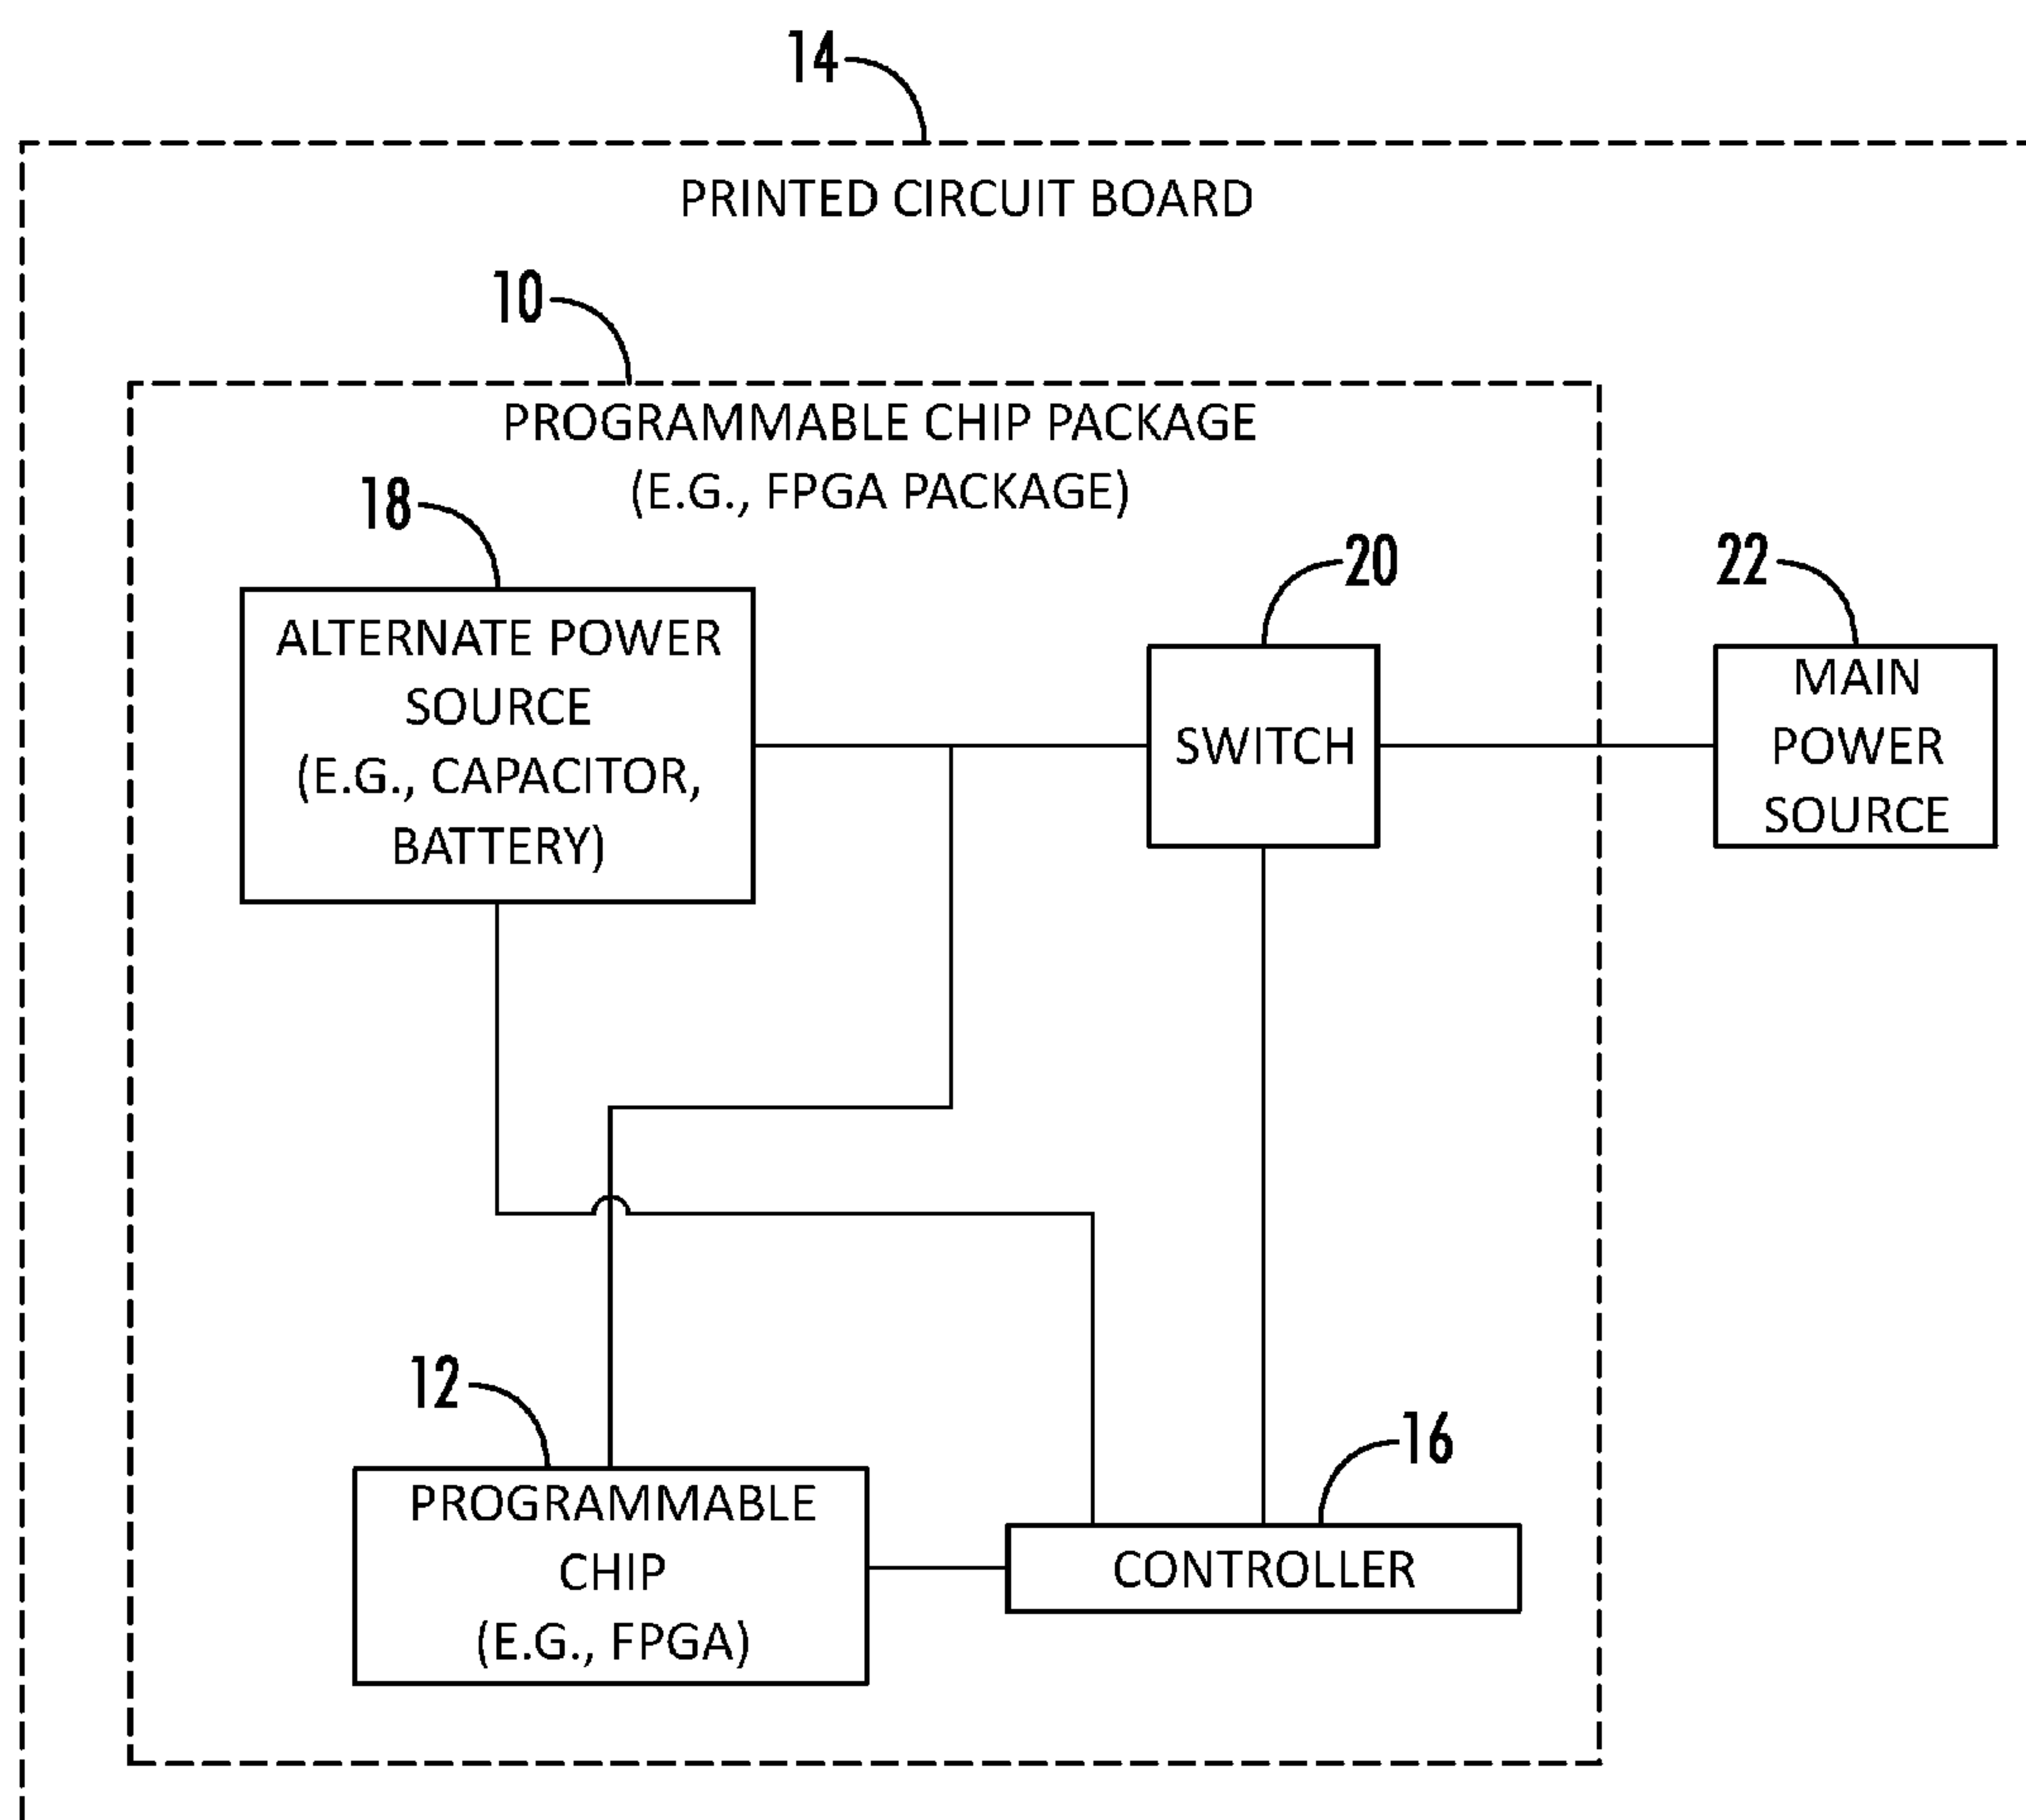 14
PRINTED CIRCUIT BOARD
10
PROGRAMMABLE CHIP PACKAGE
(E.G., FPGA PACKAGE)
18
ALTERNATE POWER
SOURCE
(E.G., CAPACITOR,
BATTERY)
20
SWITCH
22
MAIN
POWER
SOURCE
12
PROGRAMMABLE
CHIP
(E.G., FPGA)
16
CONTROLLER